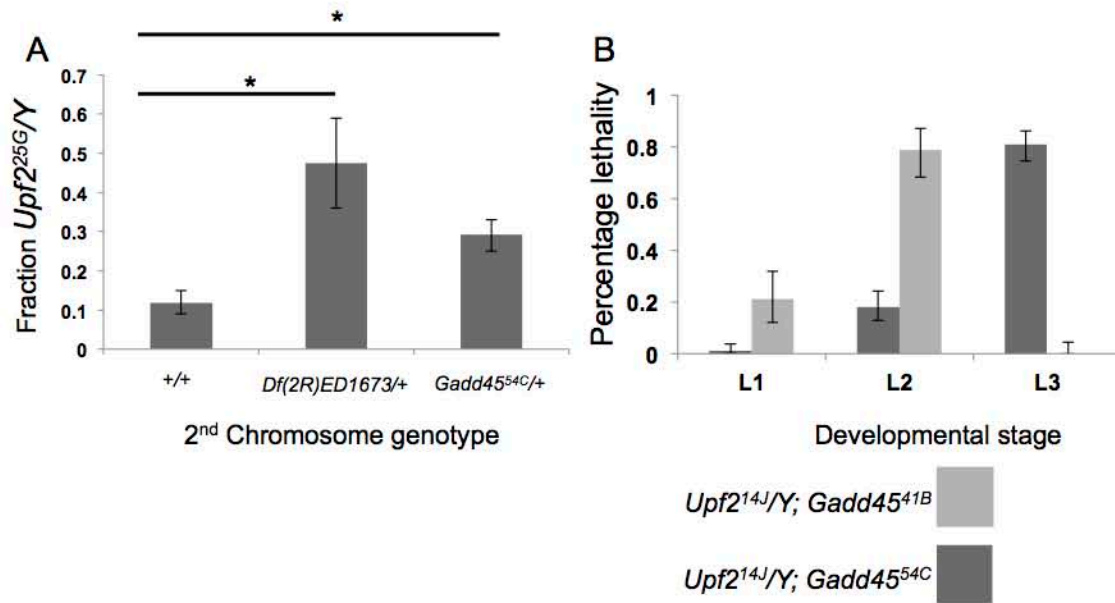 A
*
*
Fraction Upf2^25G/Y
0.7
0.6
0.5
0.4
0.3
0.2
0.1
0
+/+
Df(2R)ED1673/+
Gadd45^54C/+
2nd Chromosome genotype
B
Percentage lethality
1
0.8
0.6
0.4
0.2
0
L1
L2
L3
Developmental stage
Upf2^14J/Y; Gadd45^41B
Upf2^14J/Y; Gadd45^54C